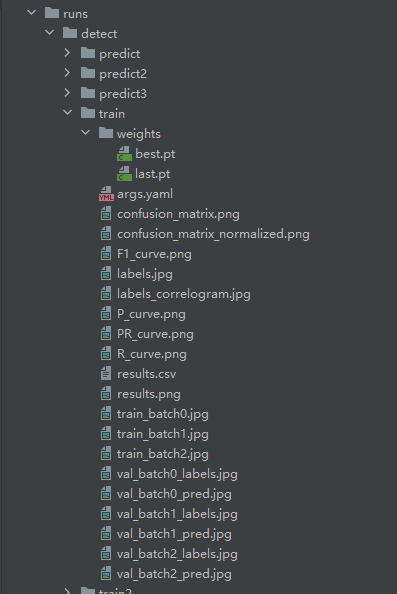 runs
detect
predict
predict2
predict3
train
weights
best.pt
last.pt
args.yaml
confusion_matrix.png
confusion_matrix_normalized.png
F1_curve.png
labels.jpg
labels_correlogram.jpg
P_curve.png
PR_curve.png
R_curve.png
results.csv
results.png
train_batch0.jpg
train_batch1.jpg
train_batch2.jpg
val_batch0_labels.jpg
val_batch0_pred.jpg
val_batch1_labels.jpg
val_batch1_pred.jpg
val_batch2_labels.jpg
val_batch2_pred.jpg
train2